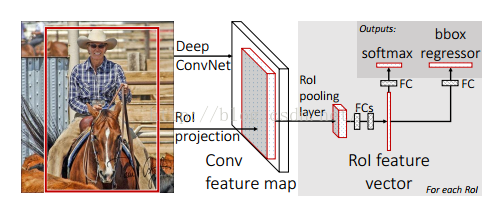 Deep
ConvNet
RoI
projection
Conv
feature map
RoI
pooling
layer
FCs
Outputs:
softmax
bbox
regressor
FC
FC
RoI feature
vector
For each RoI